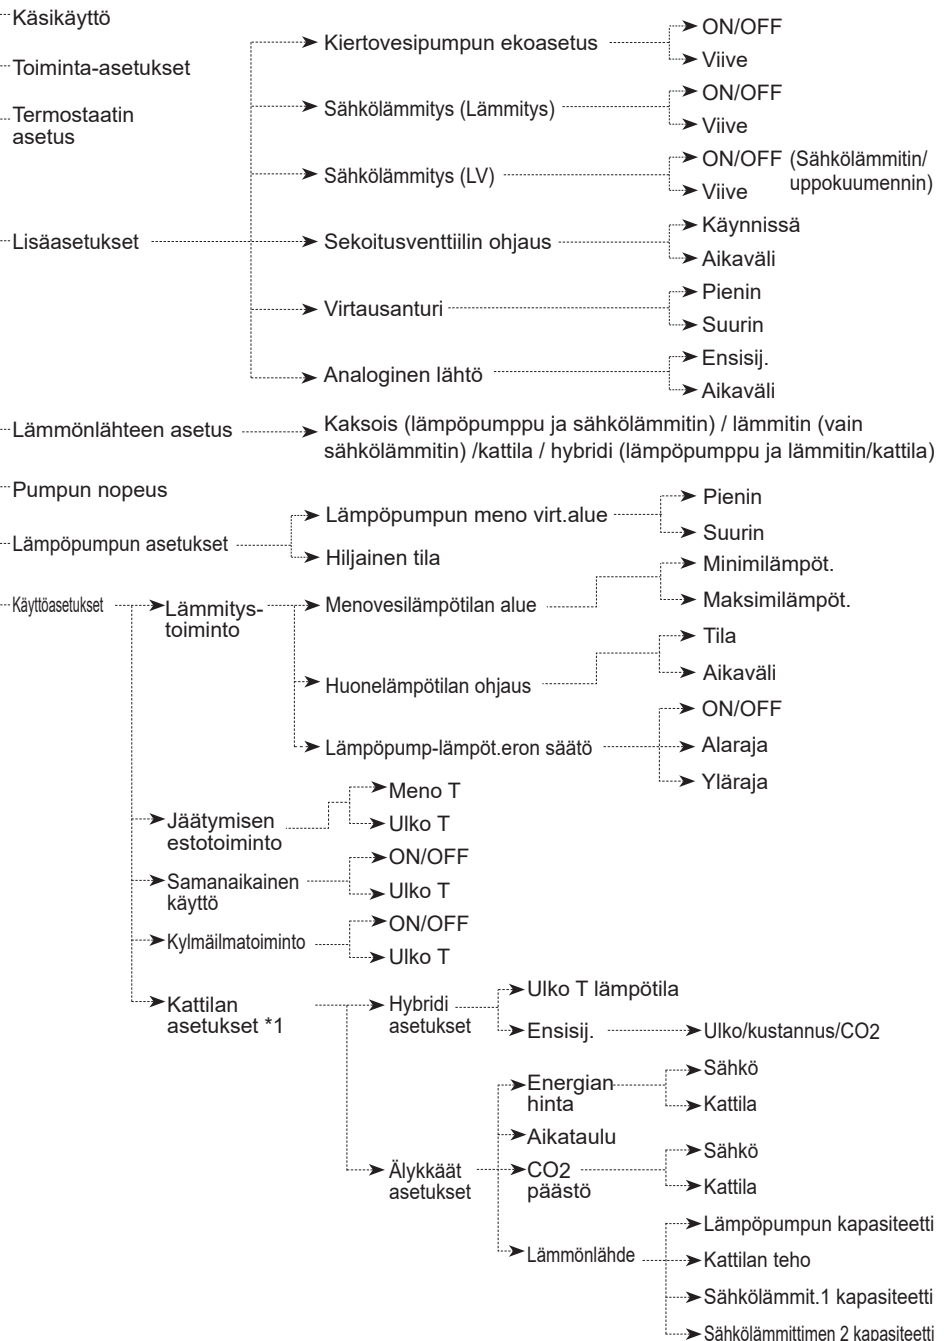 Käsikäyttö
Toiminta-asetukset
Termostaatin
asetus
Lisäasetukset
Kiertovesipumpun ekoasetus
ON/OFF
Viive
Sähkölämmitys (Lämmitys)
ON/OFF
Viive
Sähkölämmitys (LV)
ON/OFF (Sähkölämmitin/
uppokuumennin)
Viive
Sekoitusventtiilin ohjaus
Käynnissä
Aikaväli
Virtausanturi
Pienin
Suurin
Analoginen lähtö
Ensisij.
Aikaväli
Lämmönlähteen asetus
Kaksois (lämpöpumppu ja sähkölämmitin) / lämmitin (vain
sähkölämmitin) /kattila / hybridi (lämpöpumppu ja lämmitin/kattila)
Pumpun nopeus
Lämpöpumpun asetukset
Lämpöpumpun meno virt.alue
Pienin
Suurin
Hiljainen tila
Käyttöasetukset
Lämmitys-
toiminto
Menovesilämpötilan alue
Minimilämpöt.
Maksimilämpöt.
Huonelämpötilan ohjaus
Tila
Aikaväli
Lämpöpump-lämpöt.eron säätö
ON/OFF
Alaraja
Yläraja
Jäätymisen
estotoiminto
Meno T
Ulko T
Samanaikainen
käyttö
ON/OFF
Ulko T
Kylmäilmatoiminto
ON/OFF
Ulko T
Kattilan
asetukset *1
Hybridi
asetukset
Ulko T lämpötila
Ensisij.
Ulko/kustannus/CO2
Älykkäät
asetukset
Energian
hinta
Sähkö
Kattila
Aikataulu
CO2
päästö
Sähkö
Kattila
Lämmönlähde
Lämpöpumpun kapasiteetti
Kattilan teho
Sähkölämmit.1 kapasiteetti
Sähkölämmittimen 2 kapasiteetti